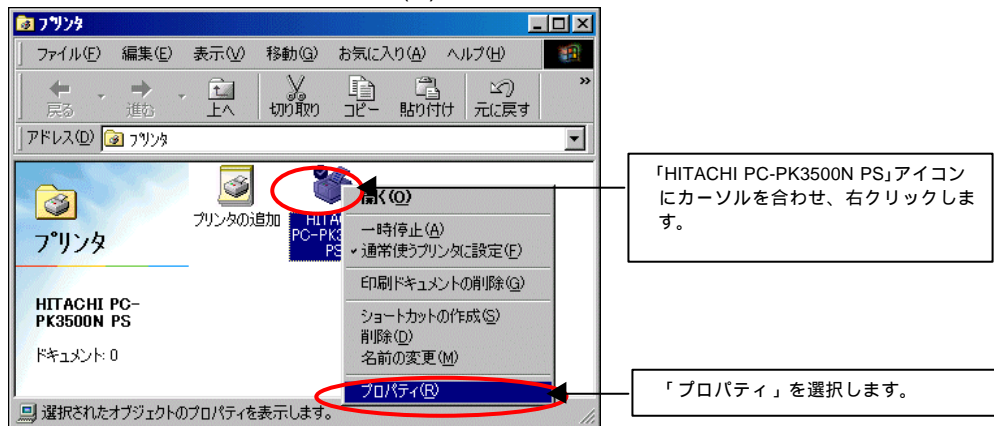 プリンタ
ファイル(F) 編集(E) 表示(V) 移動(G) お気に入り(A) ヘルプ(H)
戻る 進む 上へ 切り取り コピー 貼り付け 元に戻す »
アドレス(D) プリンタ
プリンタ
HITACHI PC-
PK3500N PS
ドキュメント: 0
プリンタの追加
HITA
PC-PK3
PS
開く(O)
一時停止(A)
通常使うプリンタに設定(F)
印刷ドキュメントの削除(G)
ショートカットの作成(S)
削除(D)
名前の変更(M)
プロパティ(R)
選択されたオブジェクトのプロパティを表示します。
「HITACHI PC-PK3500N PS」アイコン
にカーソルを合わせ、右クリックしま
す。
「プロパティ」を選択します。